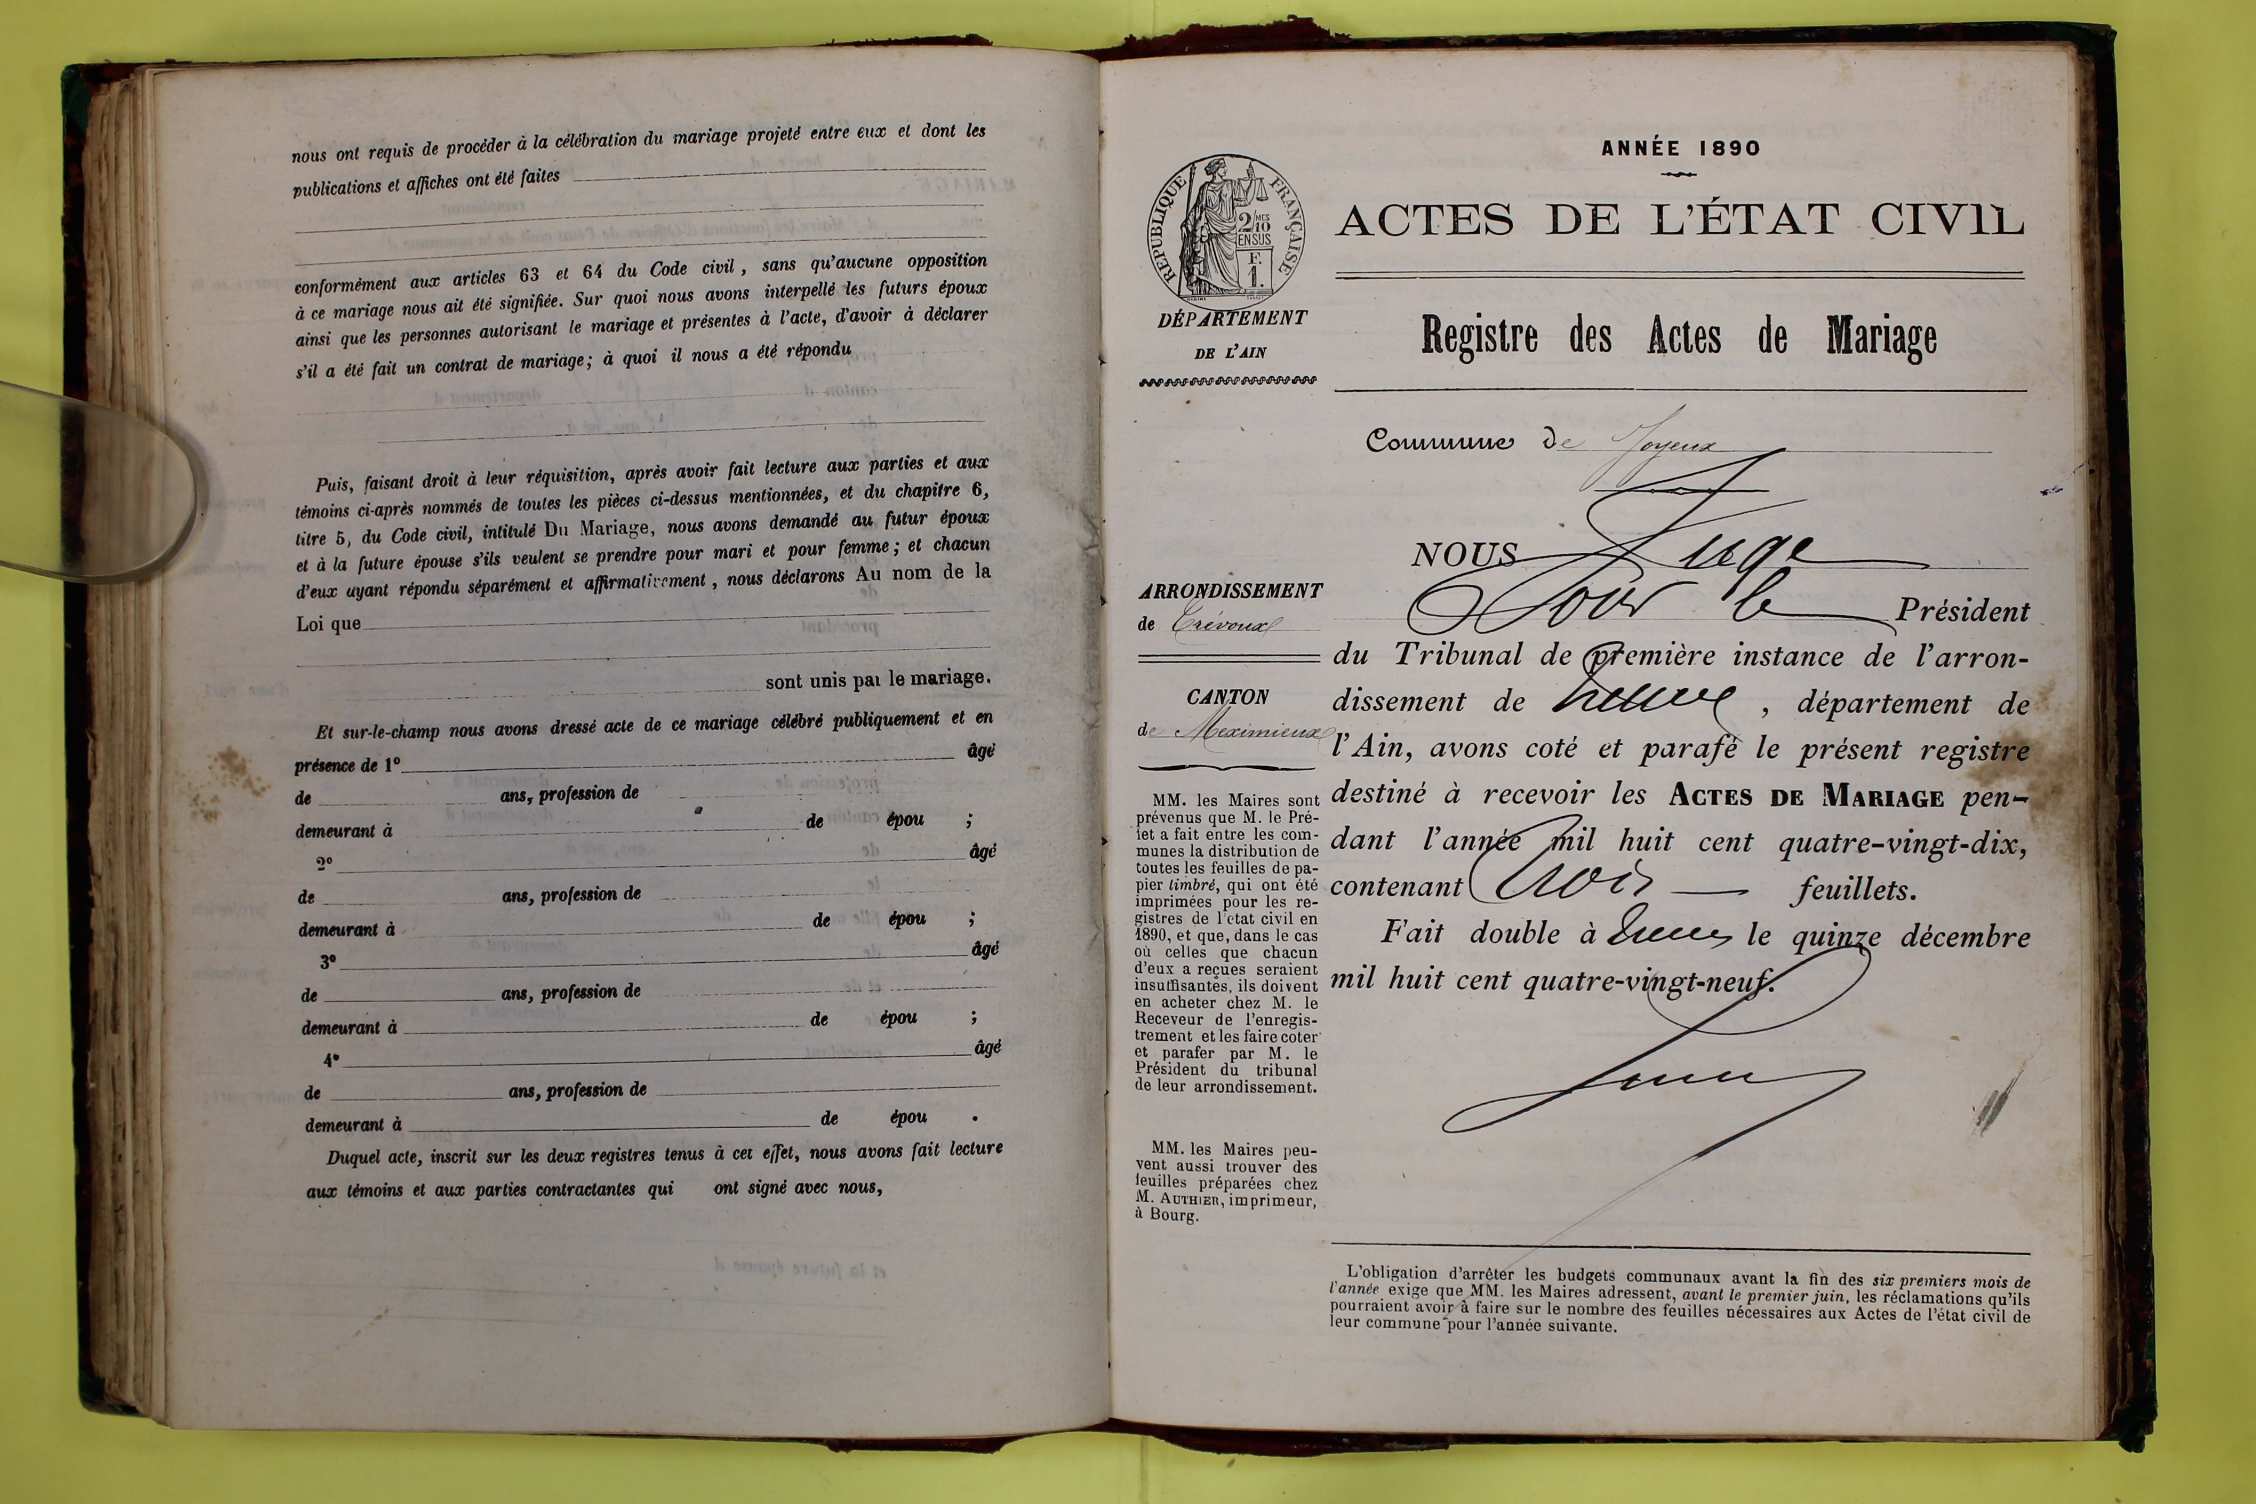 nous ont requis de procéder à la célébration du mariage projeté entre eux et dont les
publications et affiches ont été faites
conformément aux articles 63 et 64 du Code civil, sans qu'aucune opposition
à ce mariage nous ait été signifiée. Sur quoi nous avons interpellé les futurs époux
ainsi que les personnes autorisant le mariage et présentes à l'acte, d'avoir à déclarer
s'il a été fait un contrat de mariage; à quoi il nous a été répondu
Puis, faisant droit à leur réquisition, après avoir fait lecture aux parties et aux
témoins ci-après nommés de toutes les pièces ci-dessus mentionnées, et du chapitre 6,
titre 5, du Code civil, intitulé Du Mariage, nous avons demandé au futur époux
et à la future épouse s'ils veulent se prendre pour mari et pour femme; et chacun
d'eux ayant répondu séparément et affirmativement, nous déclarons Au nom de la
Loi que
sont unis par le mariage.
Et sur-le-champ nous avons dressé acte de ce mariage célébré publiquement et en
présence de 1° âgé
de ans, profession de
demeurant à de épou ;
2° âgé
de ans, profession de
demeurant à de épou ;
3° âgé
de ans, profession de
demeurant à de épou ;
4° âgé
de ans, profession de
demeurant à de épou .
Duquel acte, inscrit sur les deux registres tenus à cet effet, nous avons fait lecture
aux témoins et aux parties contractantes qui ont signé avec nous,
RÉPUBLIQUE FRANÇAISE
2/10 MES
EN SUS
F.
1.
DÉPARTEMENT
DE L'AIN
ARRONDISSEMENT
de Trévoux
CANTON
de Meximieux
MM. les Maires sont
prévenus que M. le Pré-
fet a fait entre les com-
munes la distribution de
toutes les feuilles de pa-
pier timbré, qui ont été
imprimées pour les re-
gistres de l'état civil en
1890, et que, dans le cas
où celles que chacun
d'eux a reçues seraient
insuffisantes, ils doivent
en acheter chez M. le
Receveur de l'enregis-
trement et les faire coter
et parafer par M. le
Président du tribunal
de leur arrondissement.
MM. les Maires peu-
vent aussi trouver des
feuilles préparées chez
M. AUTHIER, imprimeur,
à Bourg.
ANNÉE 1890
ACTES DE L'ÉTAT CIVIL
Registre des Actes de Mariage
Commune de Joyeux
NOUS Juge
Pour le Président
du Tribunal de première instance de l'arron-
dissement de Trévoux, département de
l'Ain, avons coté et parafé le présent registre
destiné à recevoir les ACTES DE MARIAGE pen-
dant l'année mil huit cent quatre-vingt-dix,
contenant trois feuillets.
Fait double à Trévoux le quinze décembre
mil huit cent quatre-vingt-neuf.
L'obligation d'arrêter les budgets communaux avant la fin des six premiers mois de
l'année exige que MM. les Maires adressent, avant le premier juin, les réclamations qu'ils
pourraient avoir à faire sur le nombre des feuilles nécessaires aux Actes de l'état civil de
leur commune pour l'année suivante.